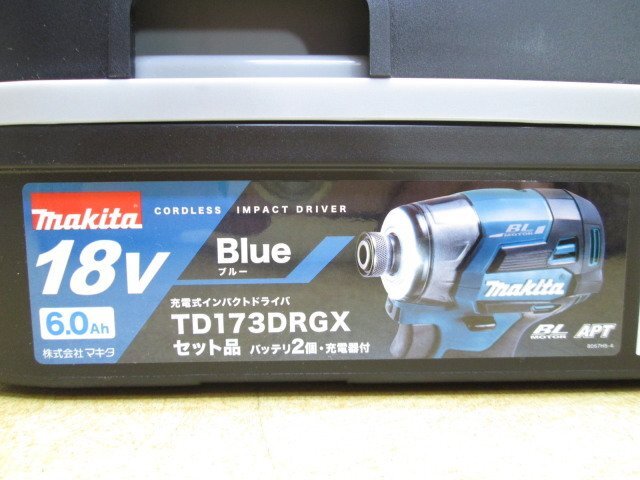 makita
CORDLESS IMPACT DRIVER
18V
Blue
ブルー
6.0Ah
充電式インパクトドライバ
TD173DRGX
セット品 バッテリ2個・充電器付
株式会社マキタ
BL
MOTOR
makita
BL
MOTOR
APT